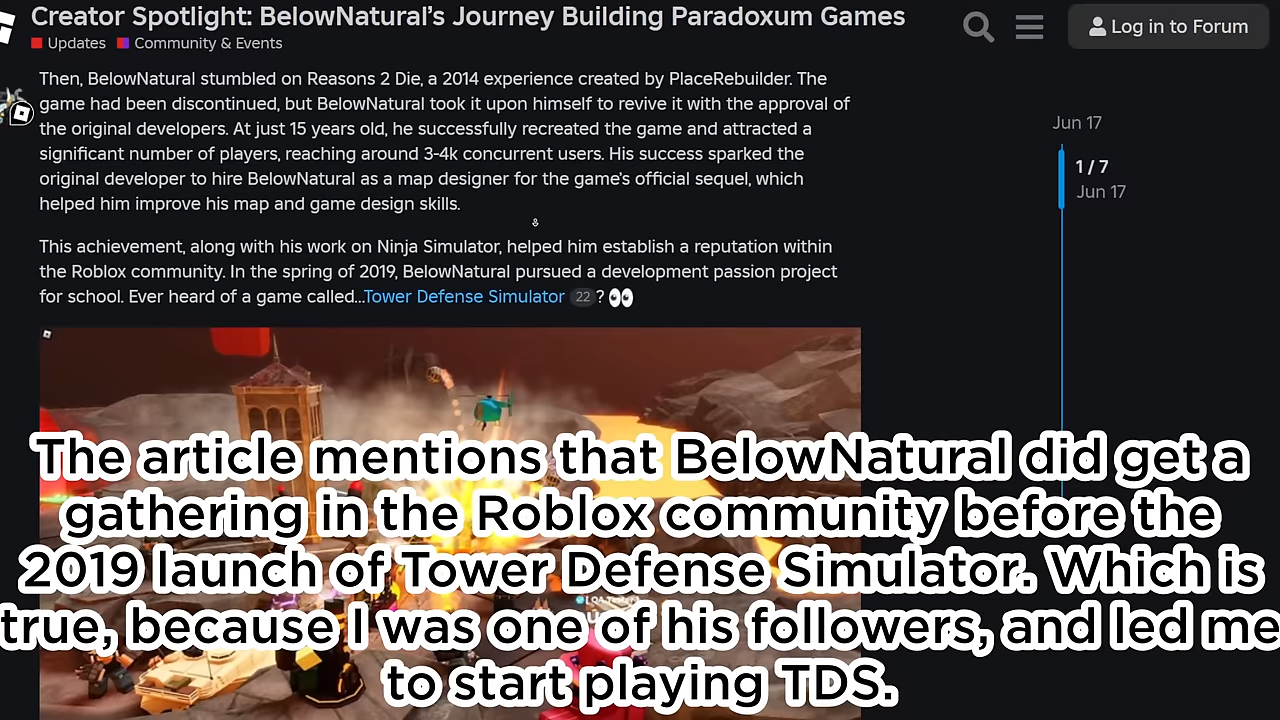 Creator Spotlight: BelowNatural’s Journey Building Paradoxum Games
Updates Community & Events
Log in to Forum
Then, BelowNatural stumbled on Reasons 2 Die, a 2014 experience created by PlaceRebuilder. The
game had been discontinued, but BelowNatural took it upon himself to revive it with the approval of
the original developers. At just 15 years old, he successfully recreated the game and attracted a
significant number of players, reaching around 3-4k concurrent users. His success sparked the
original developer to hire BelowNatural as a map designer for the game's official sequel, which
helped him improve his map and game design skills.
This achievement, along with his work on Ninja Simulator, helped him establish a reputation within
the Roblox community. In the spring of 2019, BelowNatural pursued a development passion project
for school. Ever heard of a game called...Tower Defense Simulator 22 ? 👀
Jun 17
1 / 7
Jun 17
The article mentions that BelowNatural did get a
gathering in the Roblox community before the
2019 launch of Tower Defense Simulator. Which is
true, because I was one of his followers, and led me
to start playing TDS.